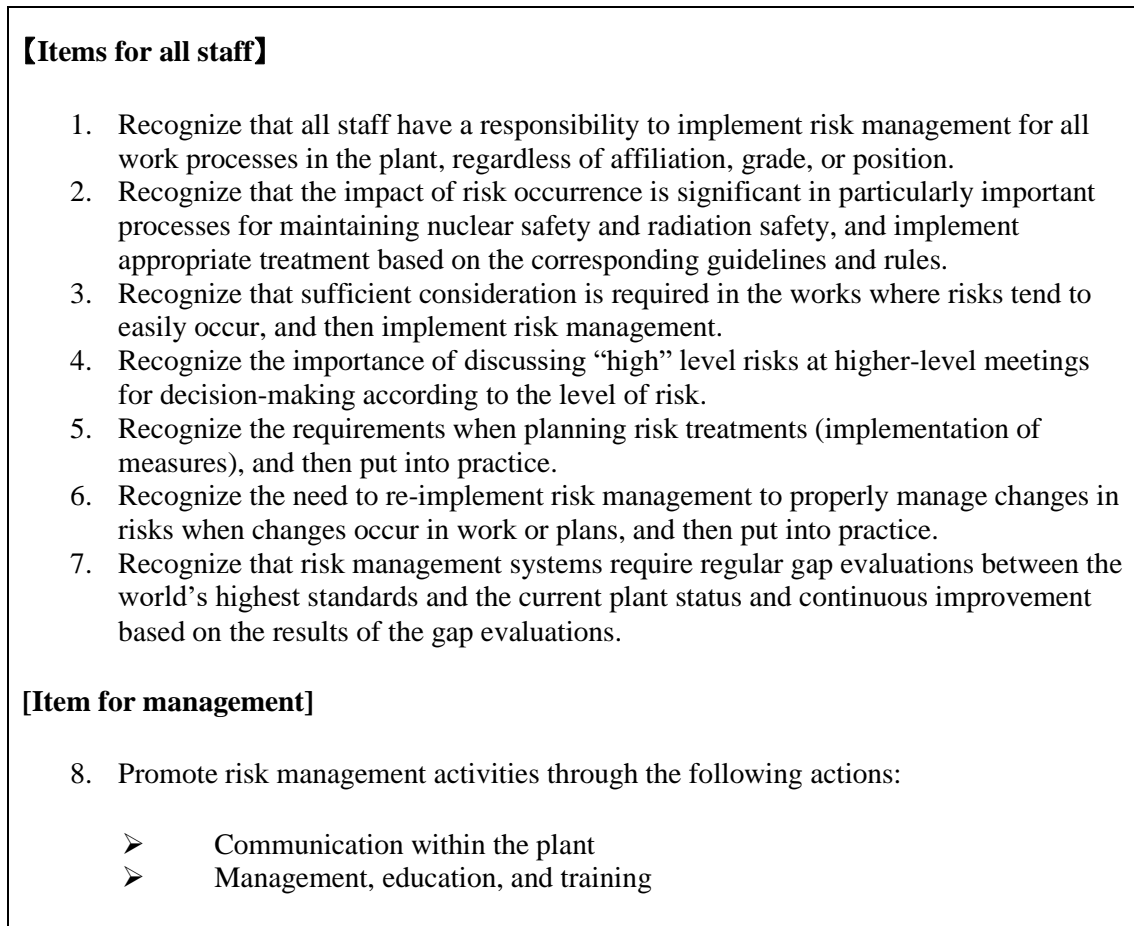 【Items for all staff】
1. Recognize that all staff have a responsibility to implement risk management for all
work processes in the plant, regardless of affiliation, grade, or position.
2. Recognize that the impact of risk occurrence is significant in particularly important
processes for maintaining nuclear safety and radiation safety, and implement
appropriate treatment based on the corresponding guidelines and rules.
3. Recognize that sufficient consideration is required in the works where risks tend to
easily occur, and then implement risk management.
4. Recognize the importance of discussing “high” level risks at higher-level meetings
for decision-making according to the level of risk.
5. Recognize the requirements when planning risk treatments (implementation of
measures), and then put into practice.
6. Recognize the need to re-implement risk management to properly manage changes in
risks when changes occur in work or plans, and then put into practice.
7. Recognize that risk management systems require regular gap evaluations between the
world’s highest standards and the current plant status and continuous improvement
based on the results of the gap evaluations.
[Item for management]
8. Promote risk management activities through the following actions:
➢ Communication within the plant
➢ Management, education, and training